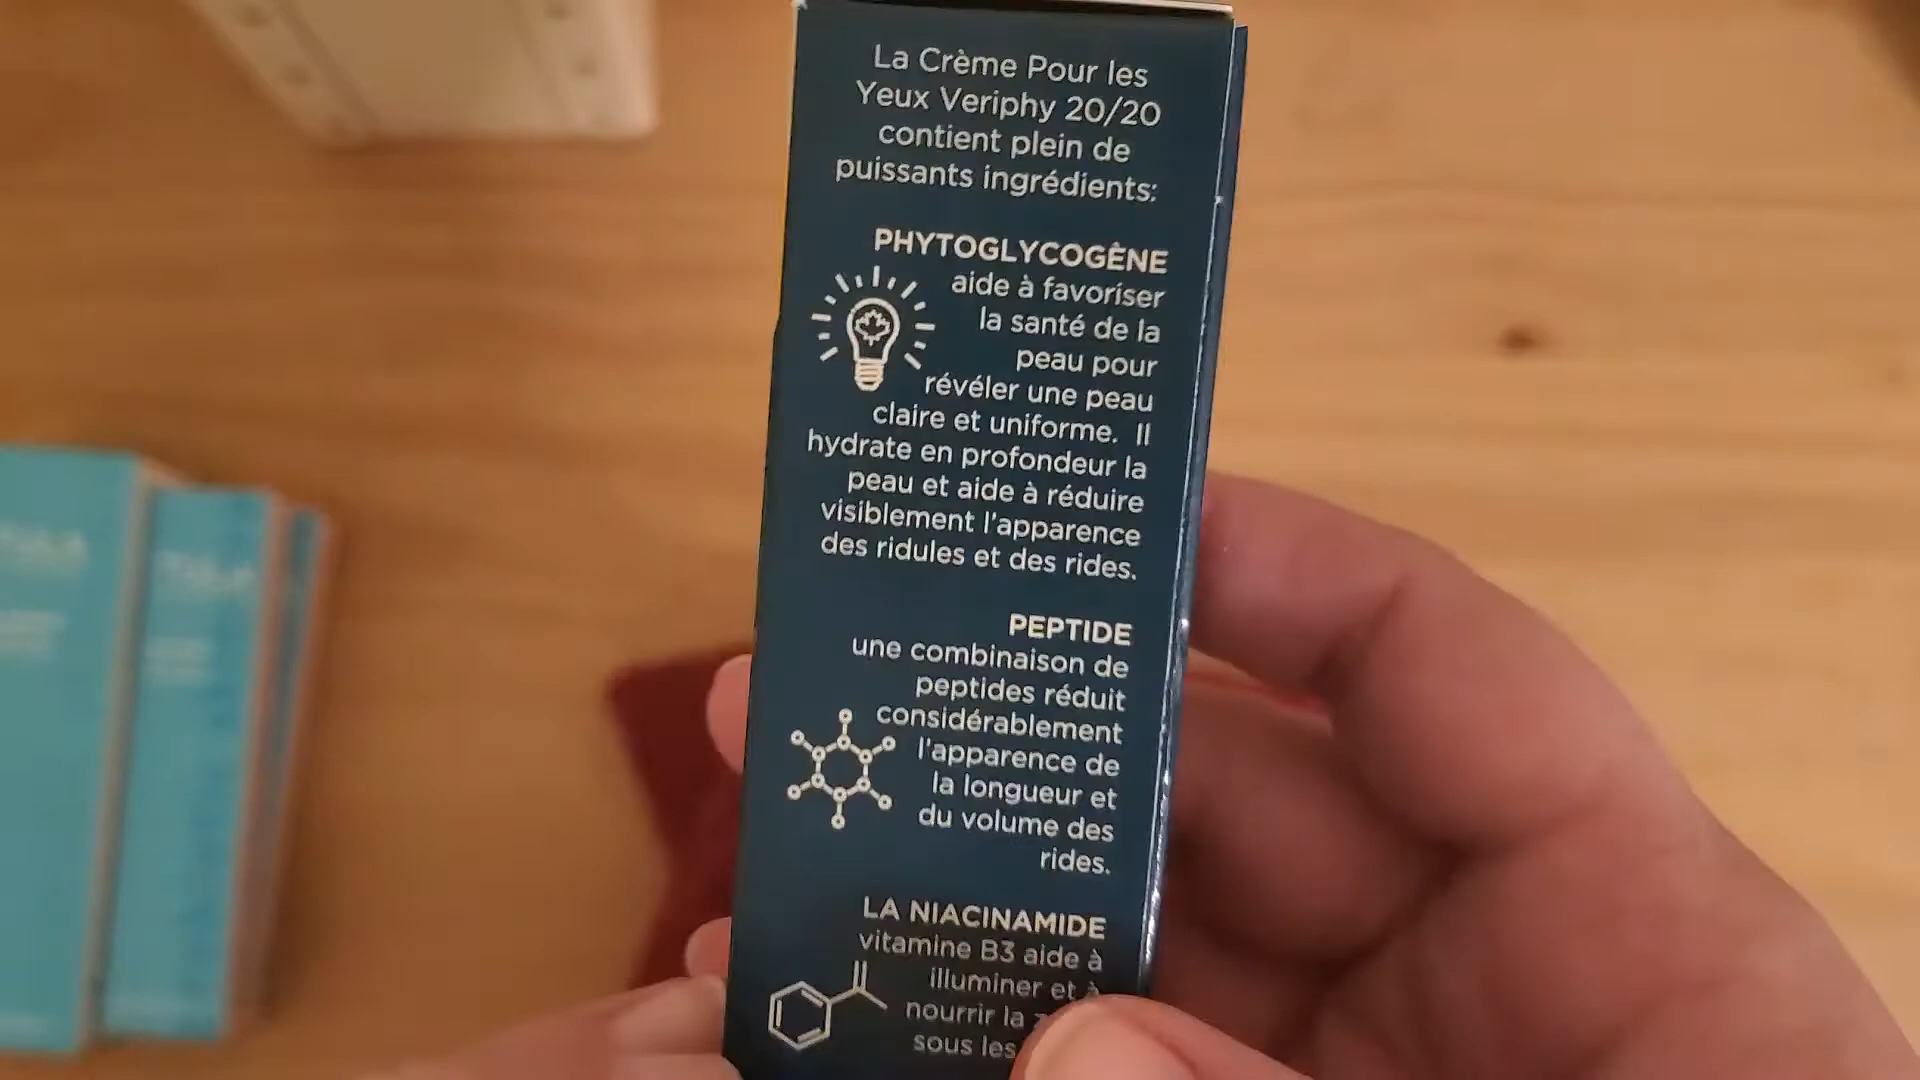 La Crème Pour les
Yeux Veriphy 20/20
contient plein de
puissants ingrédients:
PHYTOGLYCOGÈNE
aide à favoriser
la santé de la
peau pour
révéler une peau
claire et uniforme. Il
hydrate en profondeur la
peau et aide à réduire
visiblement l'apparence
des ridules et des rides.
PEPTIDE
une combinaison de
peptides réduit
considérablement
l'apparence de
la longueur et
du volume des
rides.
LA NIACINAMIDE
vitamine B3 aide à
illuminer et à
nourrir la
sous les